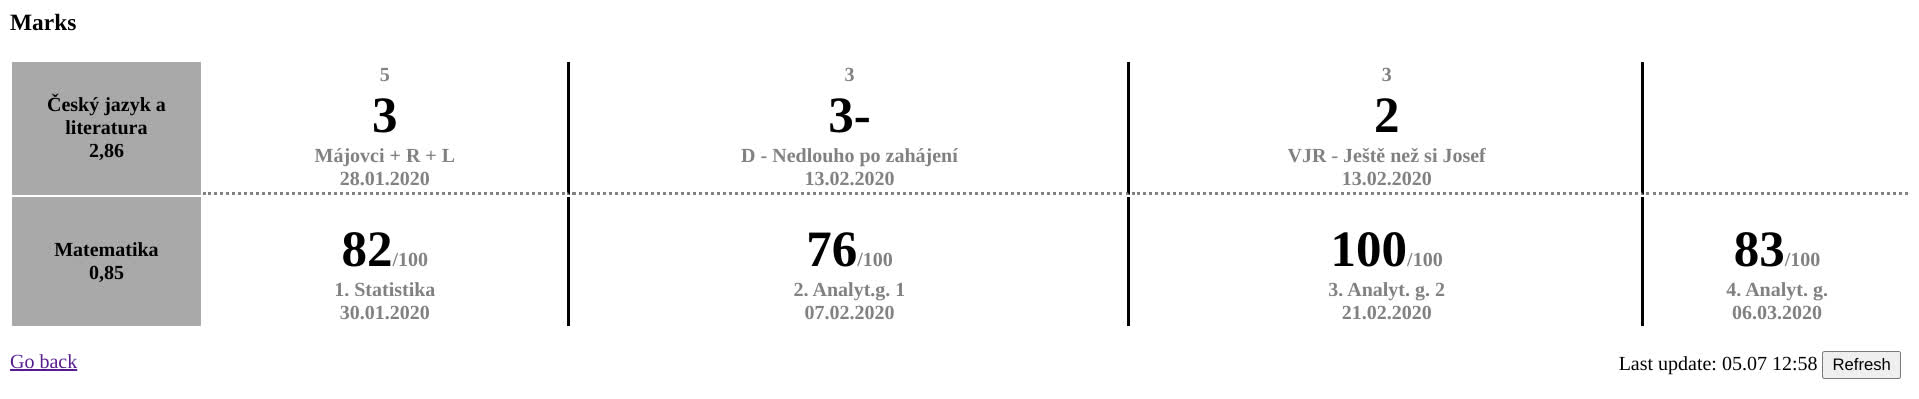 Marks
Český jazyk a
literatura
2,86
5
3
Májovci + R + L
28.01.2020
3
3-
D - Nedlouho po zahájení
13.02.2020
3
2
VJR - Ještě než si Josef
13.02.2020
Matematika
0,85
82/100
1. Statistika
30.01.2020
76/100
2. Analyt.g. 1
07.02.2020
100/100
3. Analyt. g. 2
21.02.2020
83/100
4. Analyt. g.
06.03.2020
Go back
Last update: 05.07 12:58 Refresh